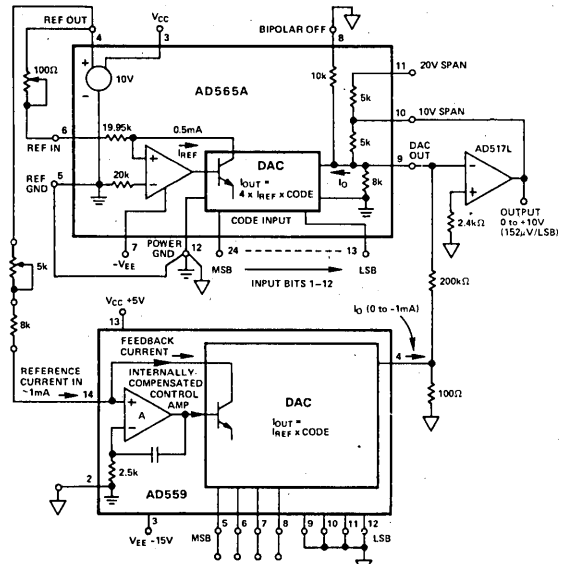 REF OUT
4
VCC
3
BIPOLAR OFF
8
100Ω
+
-
10V
AD565A
10k
11
20V SPAN
5k
10
10V SPAN
5k
6
REF IN
19.95k
0.5mA
IREF
+
-
DAC
IOUT =
4 x IREF x CODE
CODE INPUT
9
DAC
OUT
IO
8k
AD517L
-
+
REF
GND
5
20k
2.4kΩ
OUTPUT
0 to +10V
(152μV/LSB)
7
-VEE
POWER
GND
12
24
MSB
13
LSB
INPUT BITS 1-12
200kΩ
5k
8k
VCC +5V
13
IO (0 to -1mA)
4
FEEDBACK
CURRENT
INTERNALLY-
COMPENSATED
CONTROL
AMP
REFERENCE
CURRENT IN
~1mA
14
+
A
-
DAC
IOUT =
IREF x CODE
100Ω
2
2.5k
AD559
3
VEE -15V
MSB
5
6
7
8
9
10
11
12
LSB